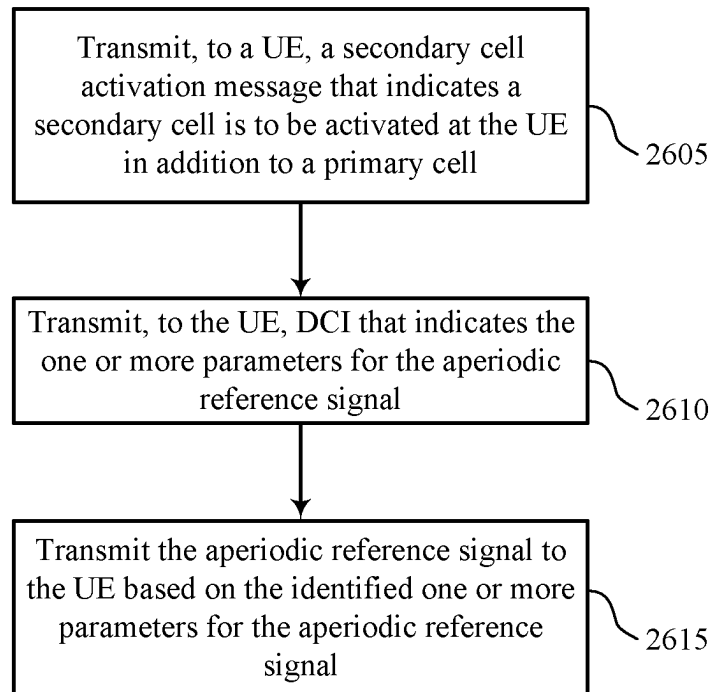 Transmit, to a UE, a secondary cell
activation message that indicates a
secondary cell is to be activated at the UE
in addition to a primary cell
2605
Transmit, to the UE, DCI that indicates the
one or more parameters for the aperiodic
reference signal
2610
Transmit the aperiodic reference signal to
the UE based on the identified one or more
parameters for the aperiodic reference
signal
2615